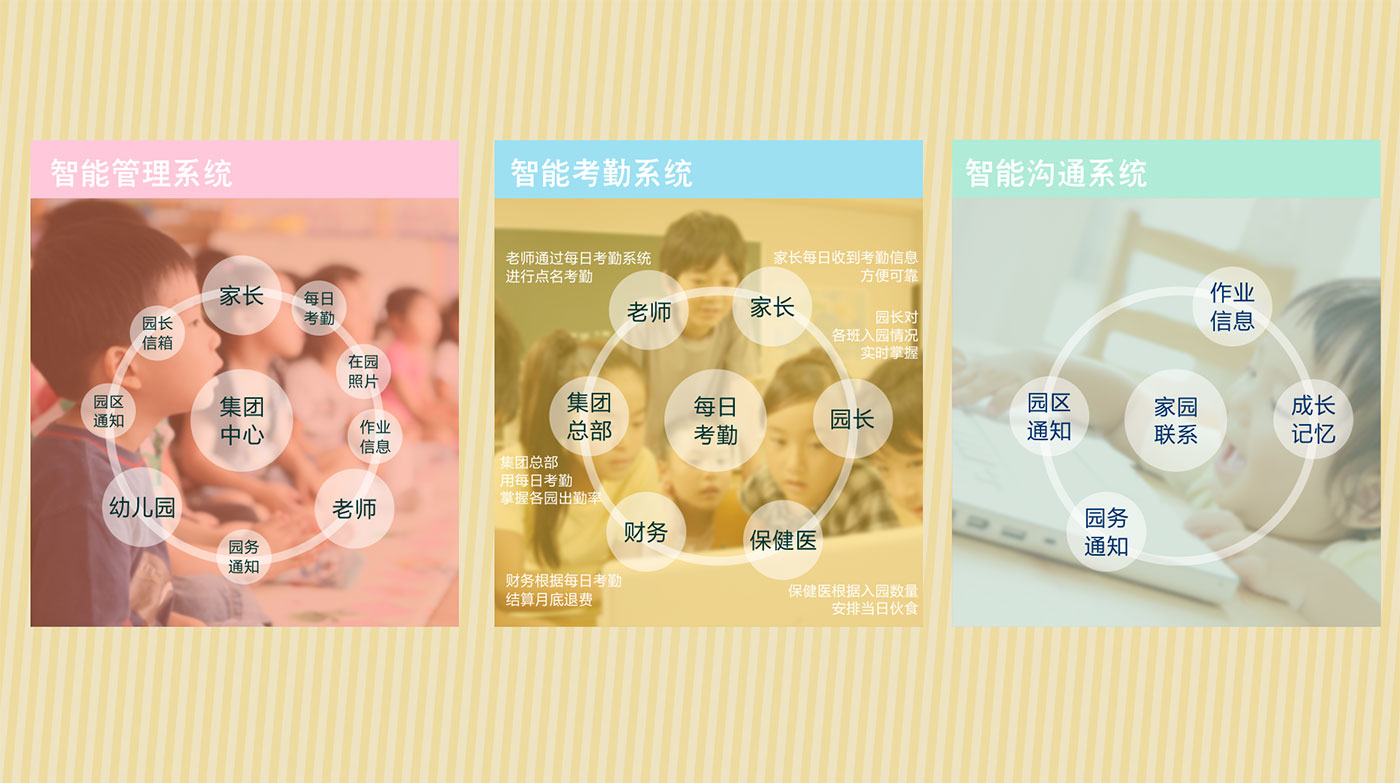 智能管理系统
家长
每日
考勤
园长
信箱
在园
照片
园区
通知
集团
中心
作业
信息
幼儿园
老师
园务
通知
智能考勤系统
老师通过每日考勤系统
进行点名考勤
家长每日收到考勤信息
方便可靠
老师
家长
园长对
各班入园情况
实时掌握
集团
总部
每日
考勤
园长
集团总部
用每日考勤
掌握各园出勤率
财务
保健医
财务根据每日考勤
结算月底退费
保健医根据入园数量
安排当日伙食
智能沟通系统
作业
信息
园区
通知
家园
联系
成长
记忆
园务
通知